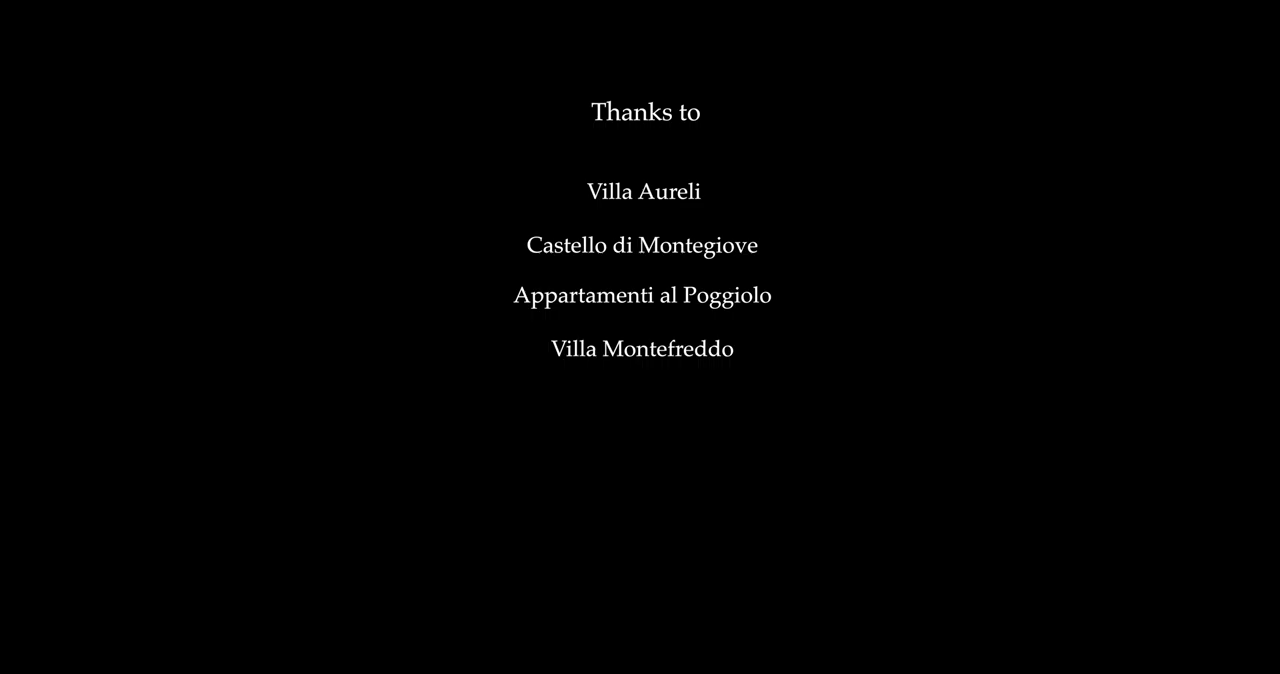 Thanks to
Villa Aureli
Castello di Montegiove
Appartamenti al Poggiolo
Villa Montefreddo